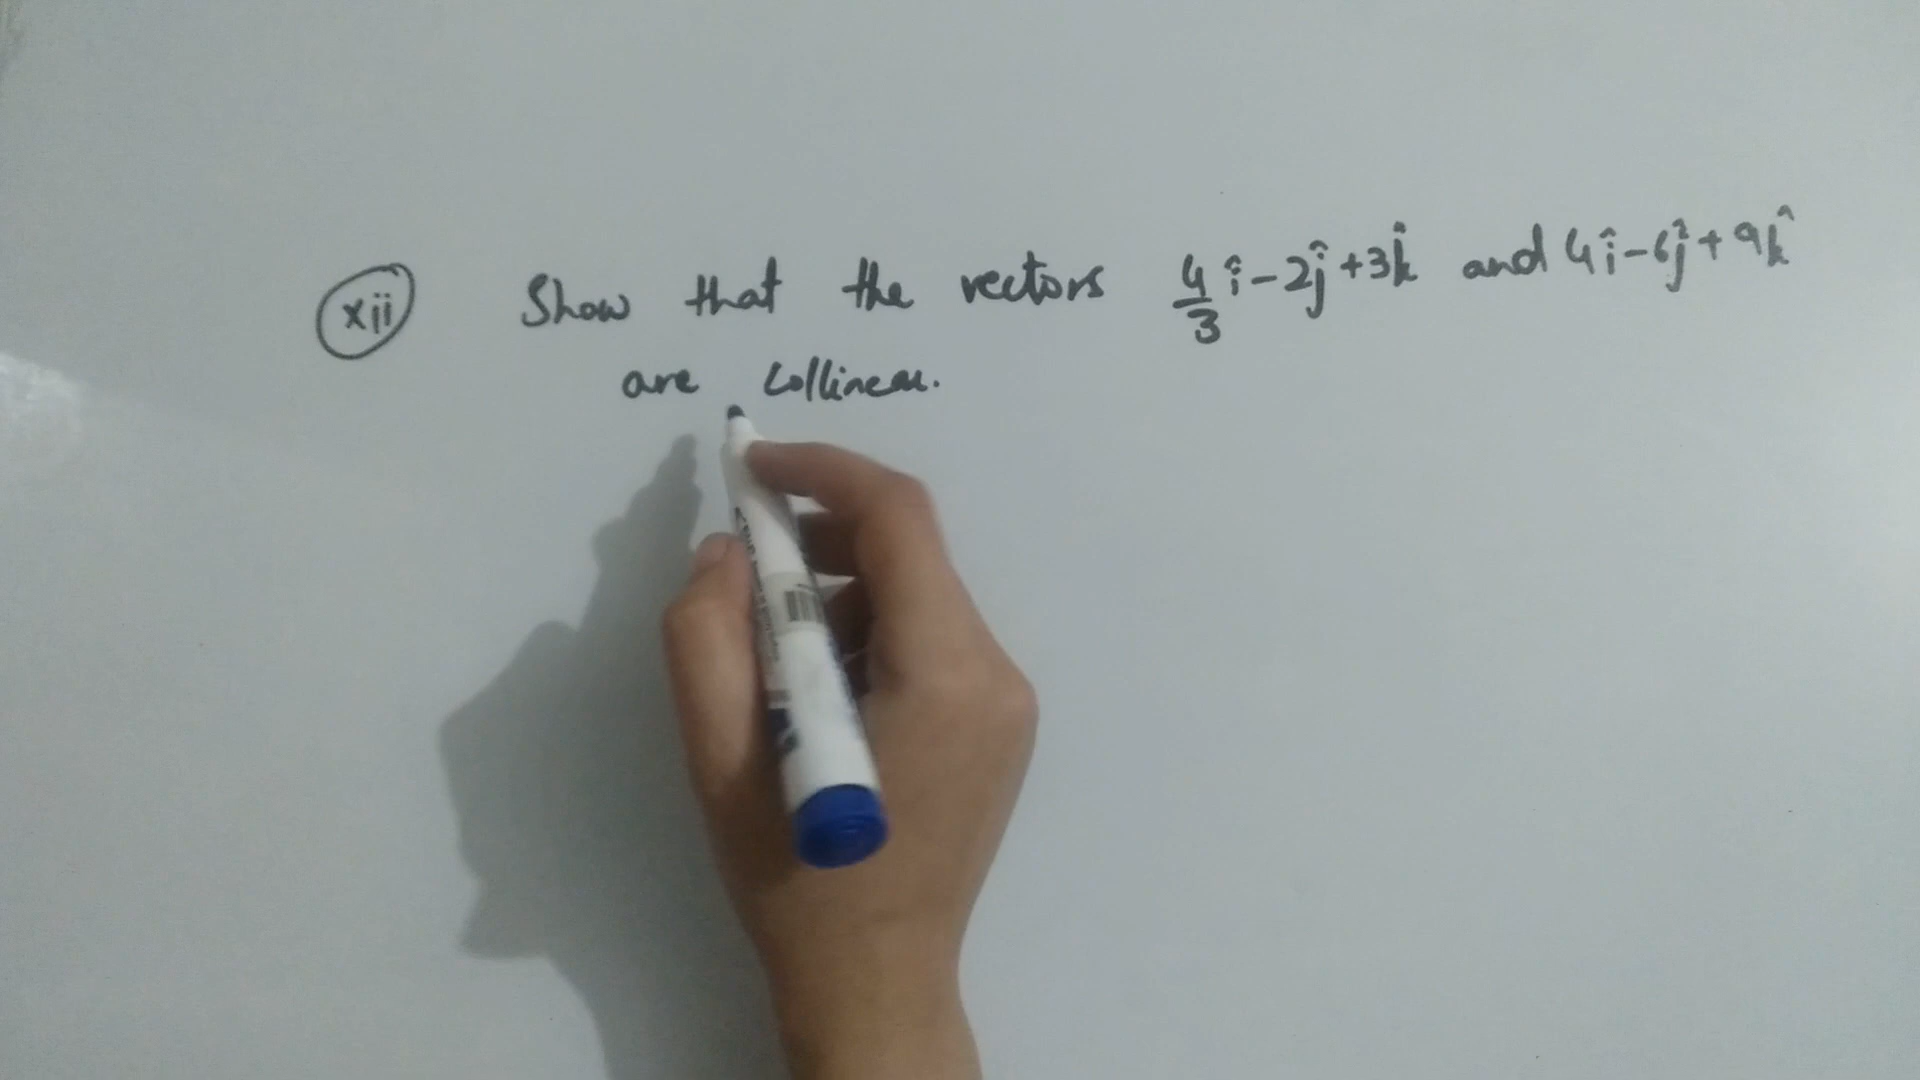 xii Show that the vectors 4/3 î - 2ĵ + 3k̂ and 4î - 6ĵ + 9k̂
are collinear.